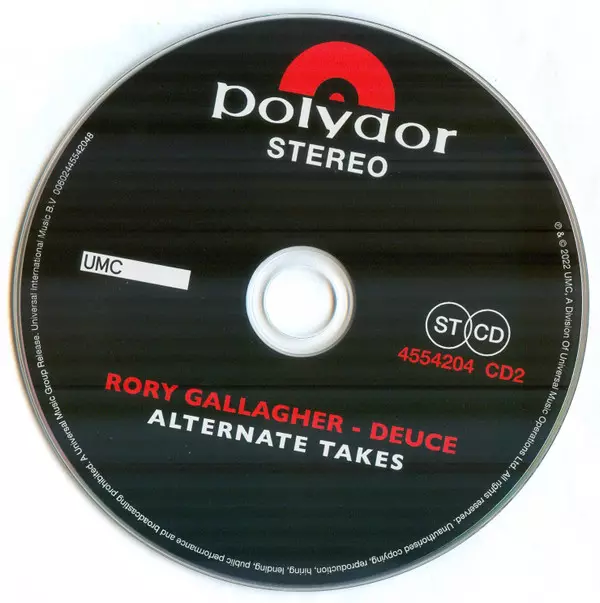 polydor
STEREO
UMC
ST CD
4554204 CD2
RORY GALLAGHER - DEUCE
ALTERNATE TAKES
℗ & © 2022 UMC, A Division Of Universal Music Operations Ltd. All rights reserved. Unauthorised copying, reproduction, hiring, lending, public performance and broadcasting prohibited. A Universal Music Group Release. Universal International Music B.V. 00602445542048